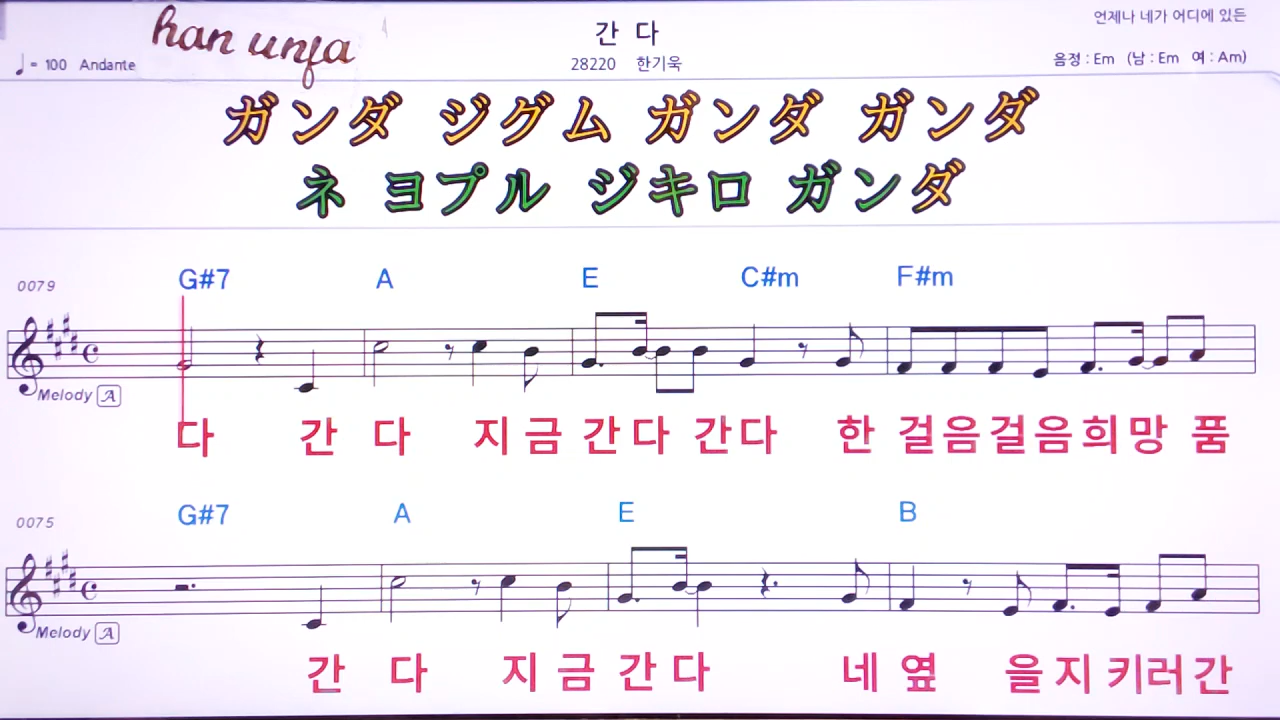 han unja
간 다
언제나 네가 어디에 있든
♩= 100 Andante
28220 한기욱
음정 : Em (남 : Em 여 : Am)
ガンダ ジグム ガンダ ガンダ
ネ ヨプル ジキロ ガンダ
0079 G#7 A E C#m F#m
Melody A
다 간 다 지 금 간 다 간 다 한 걸 음 걸 음 희 망 품
0075 G#7 A E B
Melody A
간 다 지 금 간 다 네 옆 을 지 키 러 간